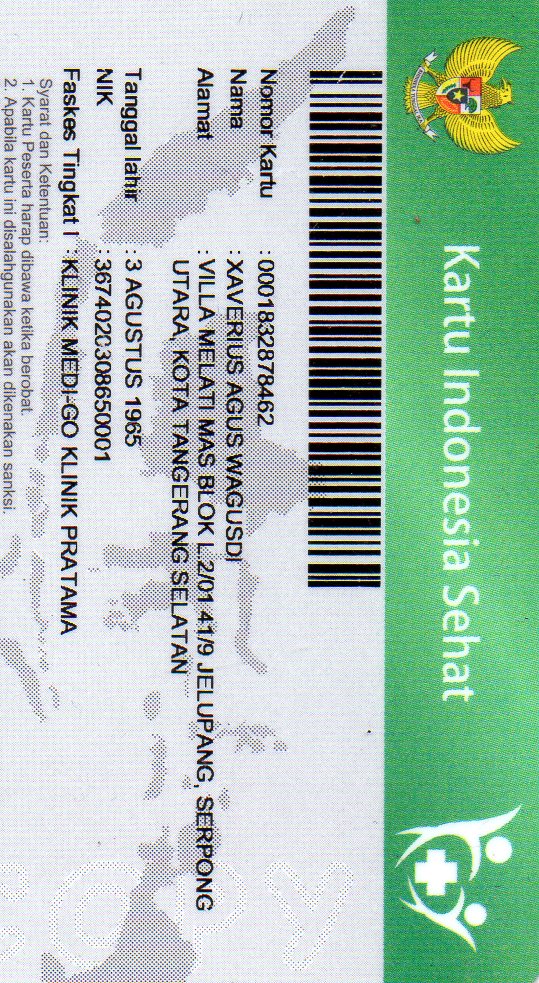 Kartu Indonesia Sehat
Nomor Kartu : 0001832878462
Nama : XAVERIUS AGUS WAGUSDI
Alamat : VILLA MELATI MAS BLOK L.2/01 41/9 JELUPANG, SERPONG
UTARA, KOTA TANGERANG SELATAN
Tanggal lahir : 3 AGUSTUS 1965
NIK : 3674020308650001
Faskes Tingkat I : KLINIK MEDI-GO KLINIK PRATAMA
Syarat dan Ketentuan:
1. Kartu Peserta harap dibawa ketika berobat.
2. Apabila kartu ini disalahgunakan akan dikenakan sanksi.